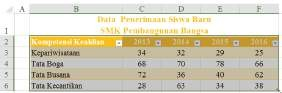 A B C D E F
1 Data Penerimaan Siswa Baru
SMK Pembangunan Bangsa
2 Kompetensi Keahlian 2013 2014 2015 2016
3 Kepariwisataan 34 32 29 25
4 Tata Boga 68 70 78 66
5 Tata Busana 72 36 40 62
6 Tata Kecantikan 28 63 34 38